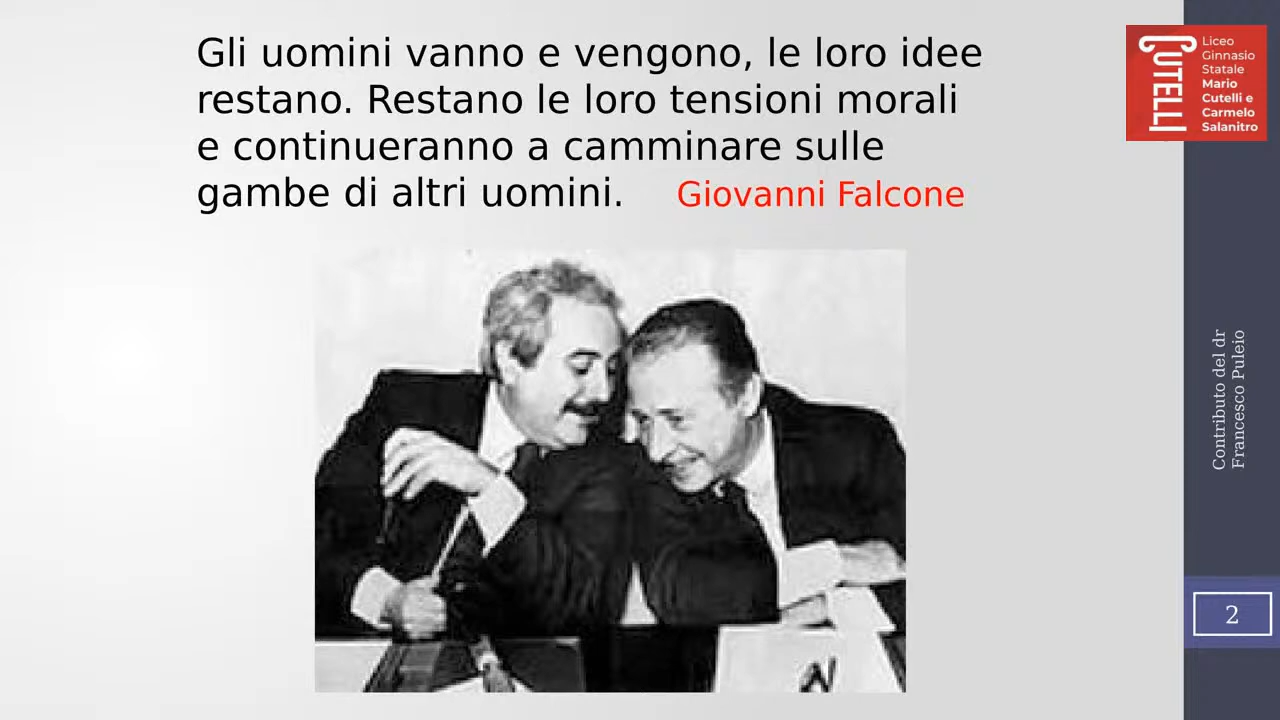 Gli uomini vanno e vengono, le loro idee
restano. Restano le loro tensioni morali
e continueranno a camminare sulle
gambe di altri uomini. Giovanni Falcone
CUTELLI
Liceo
Ginnasio
Statale
Mario
Cutelli e
Carmelo
Salanitro
Contributo del dr
Francesco Puleio
2